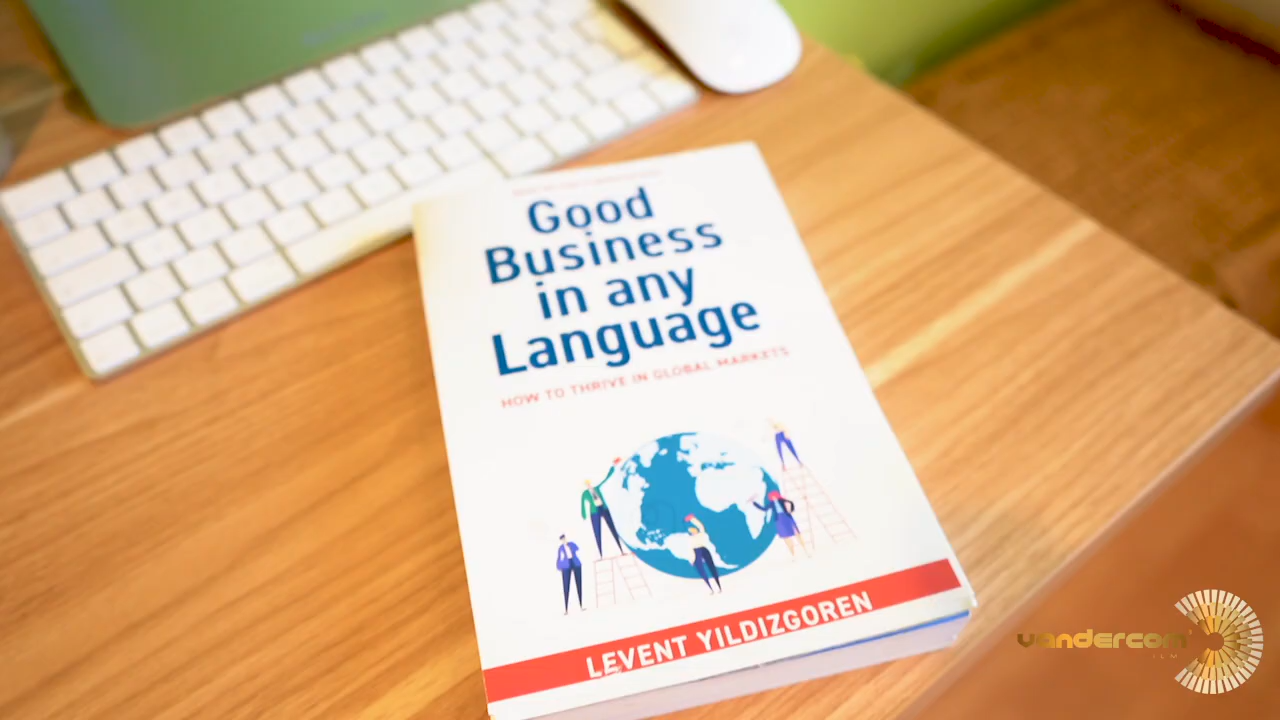 Good
Business
in any
Language
HOW TO THRIVE IN GLOBAL MARKETS
LEVENT YILDIZGOREN
vandercom